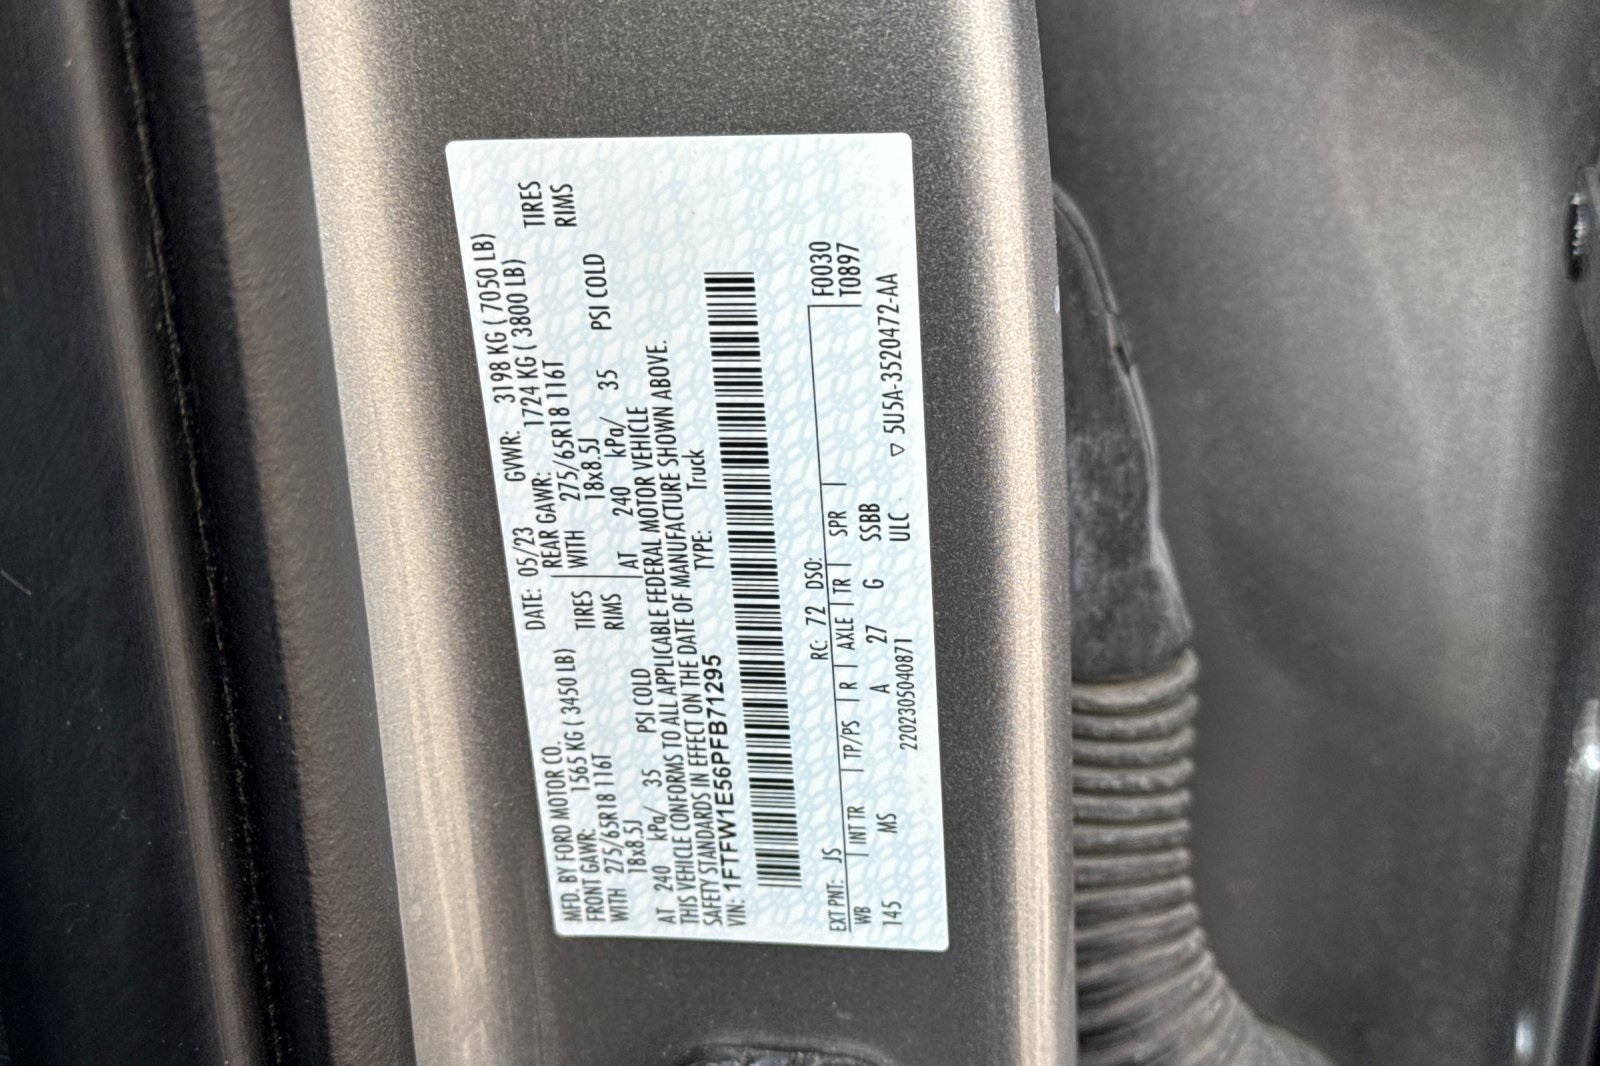 MFD. BY FORD MOTOR CO.
DATE: 05/23 GVWR: 3198 KG ( 7050 LB)
FRONT GAWR: 1565 KG ( 3450 LB) REAR GAWR: 1724 KG ( 3800 LB)
WITH 275/65R18 116T TIRES WITH 275/65R18 116T TIRES
18x8.5J RIMS 18x8.5J RIMS
AT 240 kPa/ 35 PSI COLD AT 240 kPa/ 35 PSI COLD
THIS VEHICLE CONFORMS TO ALL APPLICABLE FEDERAL MOTOR VEHICLE
SAFETY STANDARDS IN EFFECT ON THE DATE OF MANUFACTURE SHOWN ABOVE.
VIN: 1FTFW1E56PFB71295 TYPE: Truck
F0030
EXT PNT: JS RC: 72 DSO: T0897
WB INT TR TP/PS R AXLE TR SPR
145 MS A 27 G SSBB
2202305040871 ULC ▽ 5U5A-3520472-AA